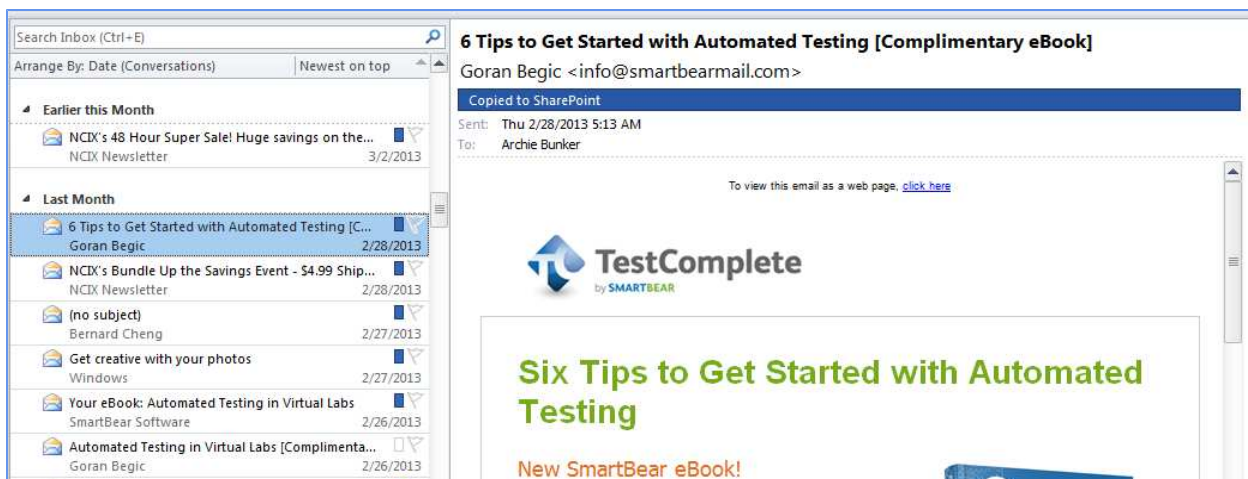 Search Inbox (Ctrl+E)
Arrange By: Date (Conversations) Newest on top
Earlier this Month
NCIX's 48 Hour Super Sale! Huge savings on the...
NCIX Newsletter 3/2/2013
Last Month
6 Tips to Get Started with Automated Testing [C...
Goran Begic 2/28/2013
NCIX's Bundle Up the Savings Event - $4.99 Ship...
NCIX Newsletter 2/28/2013
(no subject)
Bernard Cheng 2/27/2013
Get creative with your photos
Windows 2/27/2013
Your eBook: Automated Testing in Virtual Labs
SmartBear Software 2/26/2013
Automated Testing in Virtual Labs [Complimenta...
Goran Begic 2/26/2013
6 Tips to Get Started with Automated Testing [Complimentary eBook]
Goran Begic <info@smartbearmail.com>
Copied to SharePoint
Sent: Thu 2/28/2013 5:13 AM
To: Archie Bunker
To view this email as a web page, click here
TestComplete
by SMARTBEAR
Six Tips to Get Started with Automated
Testing
New SmartBear eBook!